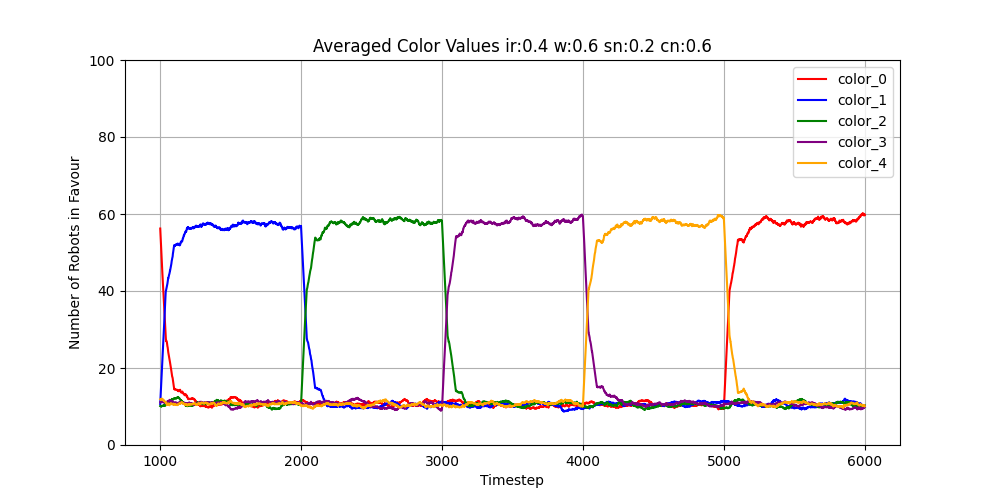 Averaged Color Values ir:0.4 w:0.6 sn:0.2 cn:0.6
100
80
60
40
20
0
Number of Robots in Favour
color_0
color_1
color_2
color_3
color_4
1000 2000 3000 4000 5000 6000
Timestep